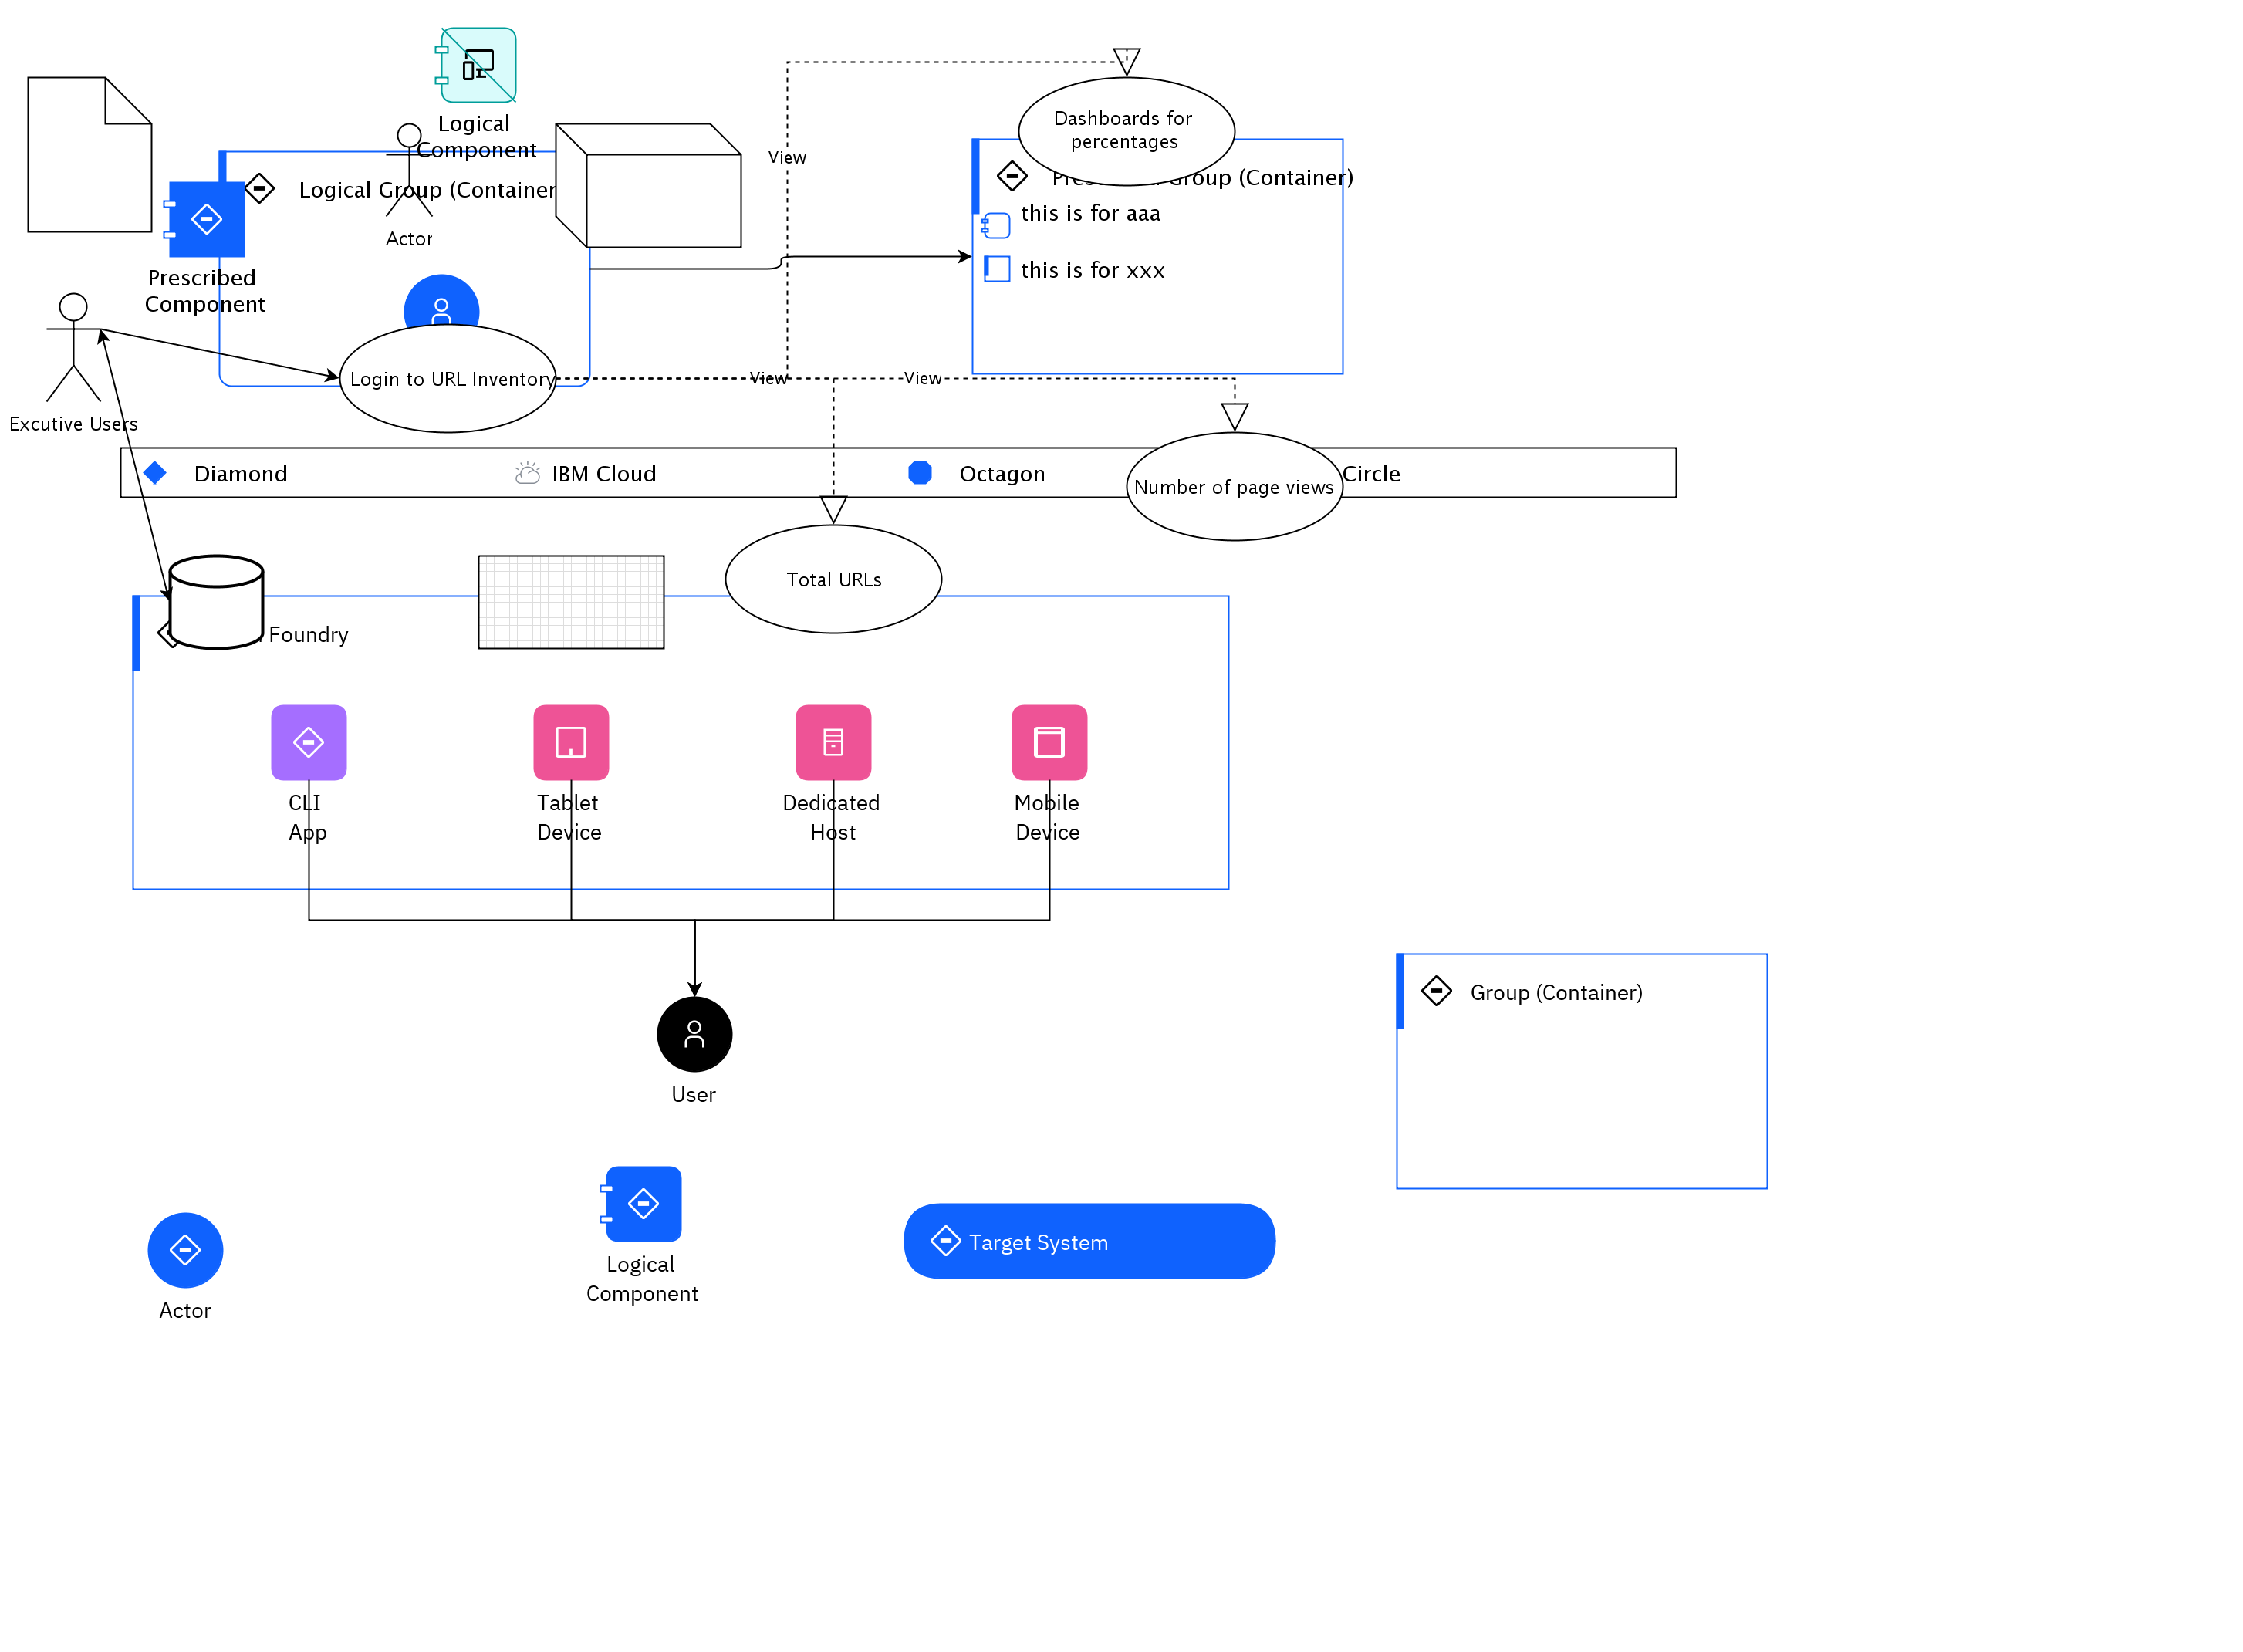 Logical
Component
Dashboards for
percentages
View
Logical Group (Container
Group (Container)
this is for aaa
Actor
this is for xxx
Prescribed
Component
Login to URL Inventory
View
View
Excutive Users
Diamond
IBM Cloud
Octagon
Circle
Number of page views
Total URLs
Foundry
CLI
App
Tablet
Device
Dedicated
Host
Mobile
Device
Group (Container)
User
Target System
Logical
Component
Actor